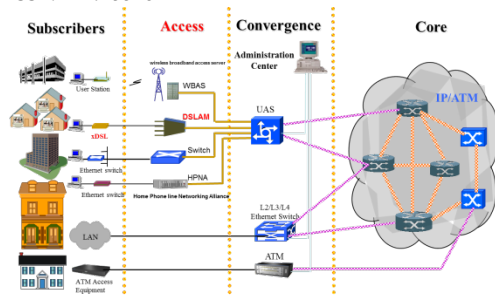 Subscribers
Access
Convergence
Core
wireless broadband access server
Administration
Center
User Station
WBAS
IP/ATM
DSLAM
UAS
xDSL
Switch
Ethernet switch
HPNA
Ethernet switch
Home Phone line Networking Alliance
L2/L3/L4
Ethernet Switch
LAN
ATM
ATM Access
Equipment